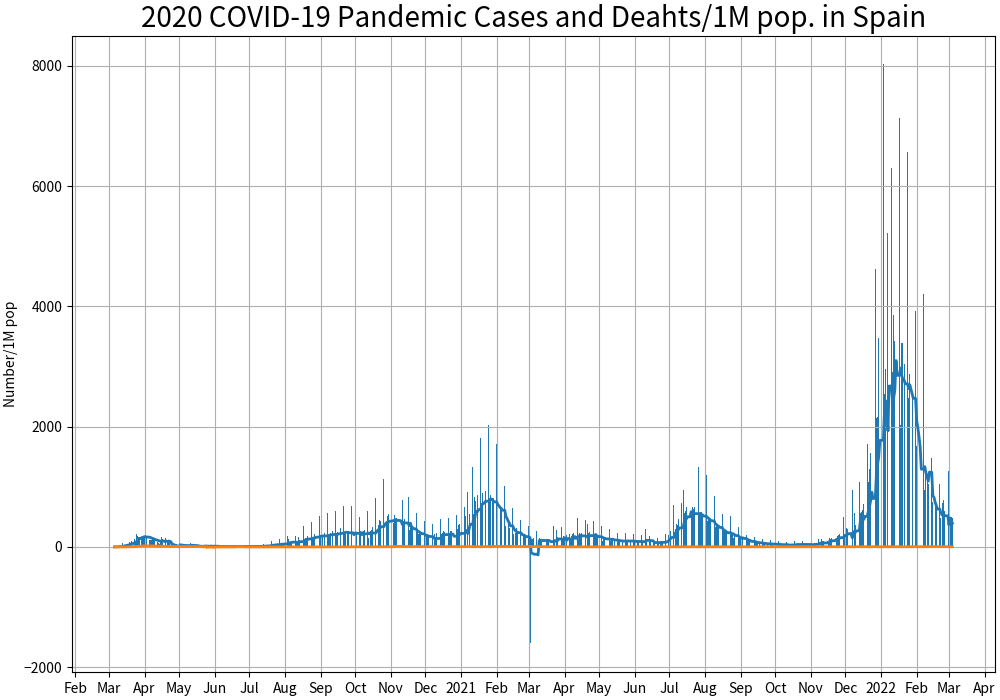 2020 COVID-19 Pandemic Cases and Deahts/1M pop. in Spain
8000
6000
4000
2000
0
−2000
Number/1M pop
Feb Mar Apr May Jun Jul Aug Sep Oct Nov Dec 2021 Feb Mar Apr May Jun Jul Aug Sep Oct Nov Dec 2022 Feb Mar Apr